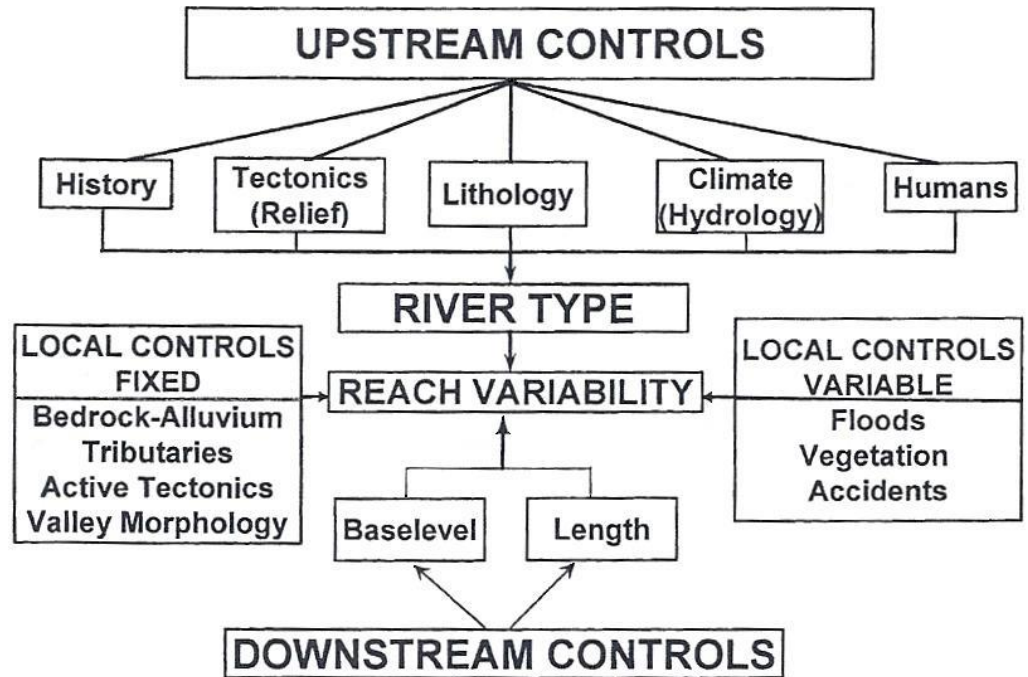 UPSTREAM CONTROLS
History
Tectonics
(Relief)
Lithology
Climate
(Hydrology)
Humans
RIVER TYPE
LOCAL CONTROLS
FIXED
Bedrock-Alluvium
Tributaries
Active Tectonics
Valley Morphology
REACH VARIABILITY
LOCAL CONTROLS
VARIABLE
Floods
Vegetation
Accidents
Baselevel
Length
DOWNSTREAM CONTROLS